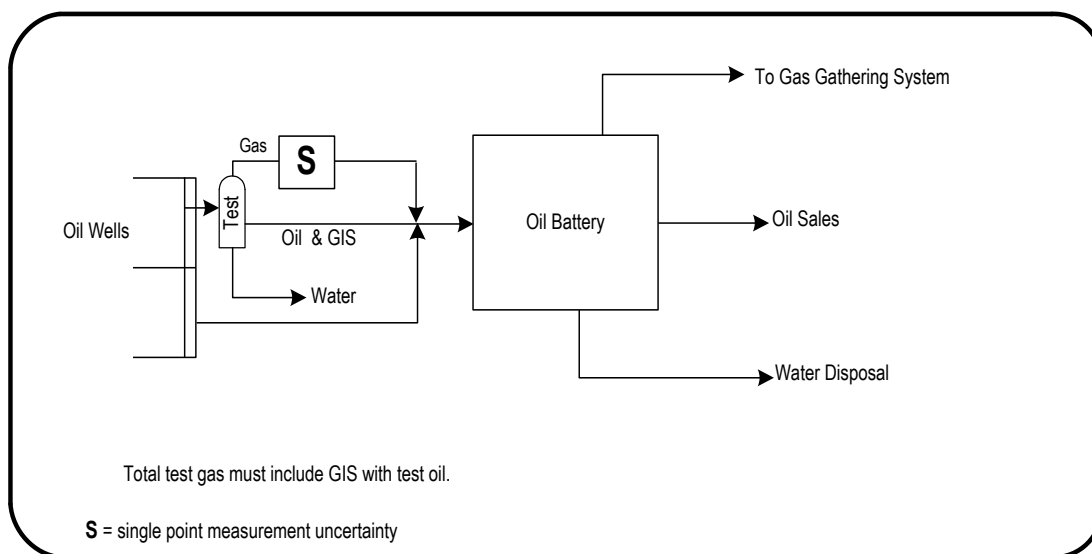 To Gas Gathering System
Gas
S
Oil Wells
Test
Oil Battery
Oil Sales
Oil & GIS
Water
Water Disposal
Total test gas must include GIS with test oil.
S = single point measurement uncertainty